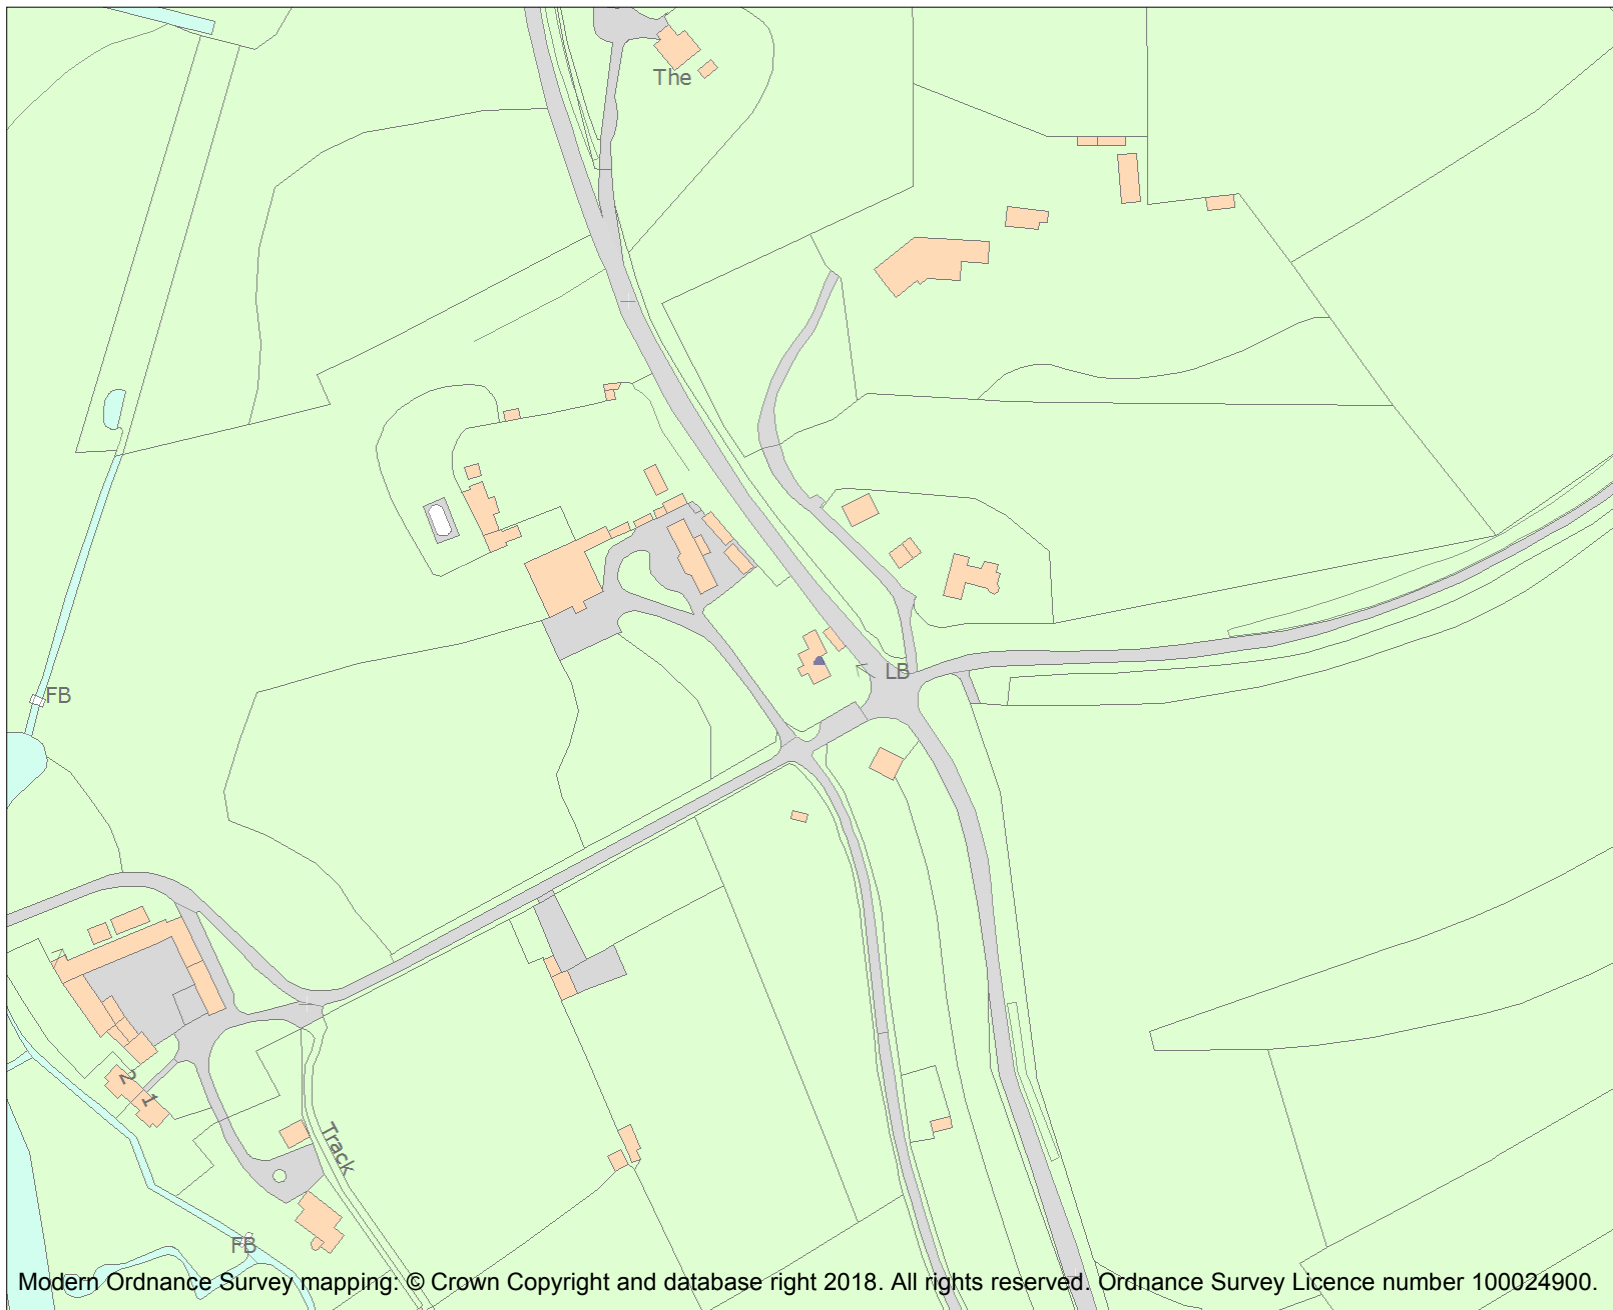 The
LB
FB
2
1
Track
FB
Modern Ordnance Survey mapping: © Crown Copyright and database right 2018. All rights reserved. Ordnance Survey Licence number 100024900.